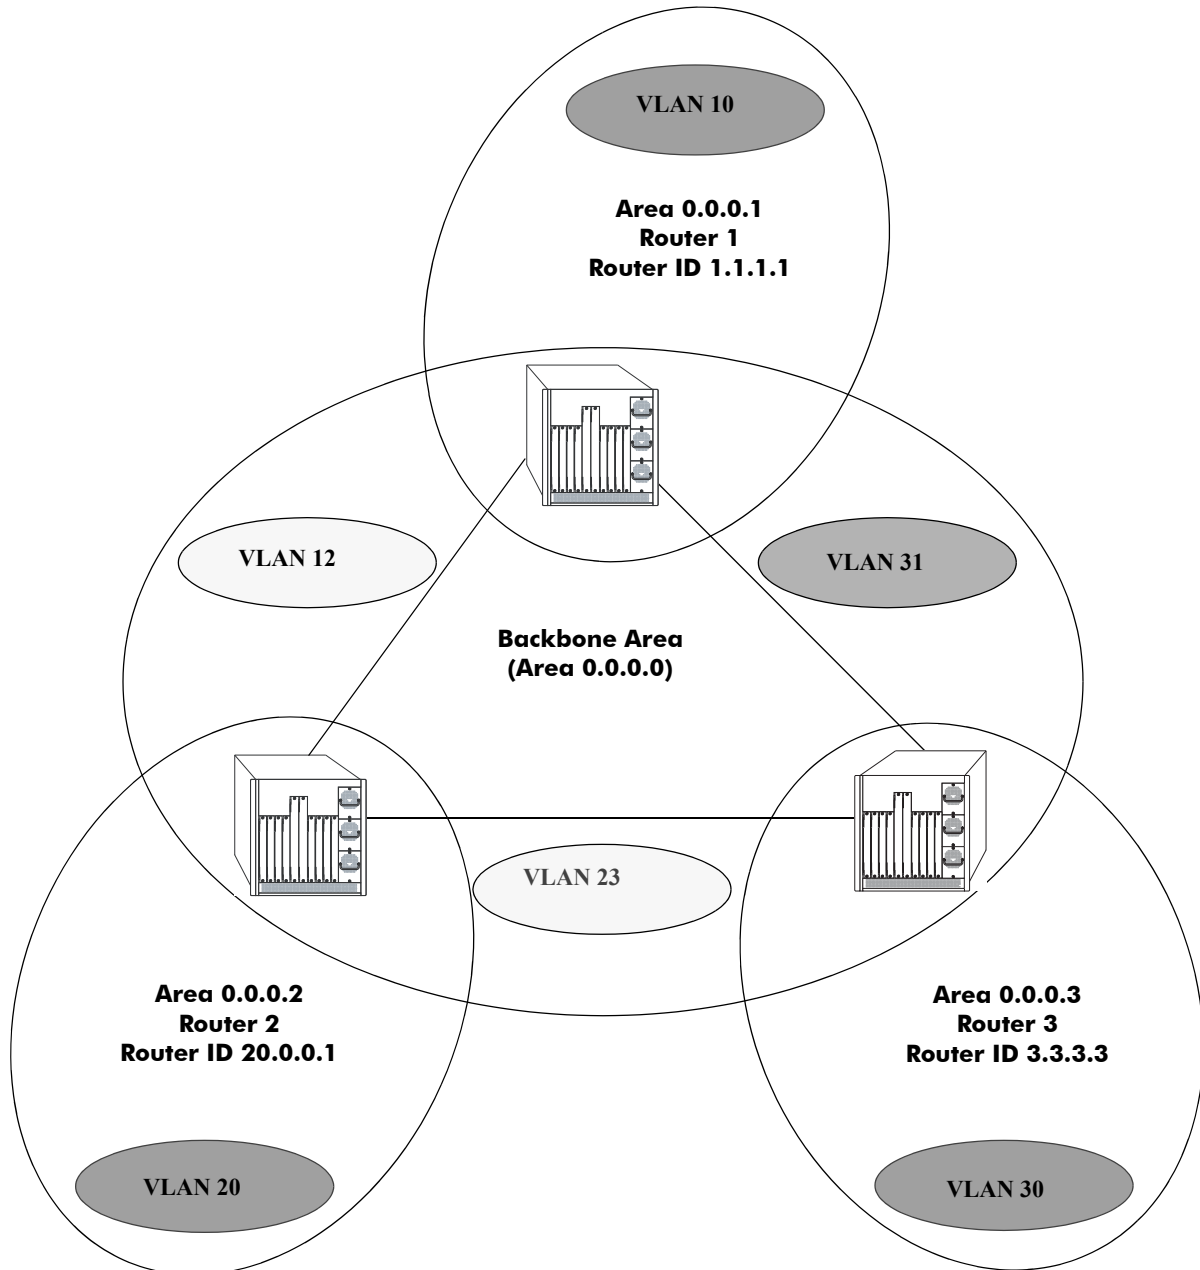 VLAN 10
Area 0.0.0.1
Router 1
Router ID 1.1.1.1
VLAN 12
VLAN 31
Backbone Area
(Area 0.0.0.0)
VLAN 23
Area 0.0.0.2
Router 2
Router ID 20.0.0.1
Area 0.0.0.3
Router 3
Router ID 3.3.3.3
VLAN 20
VLAN 30